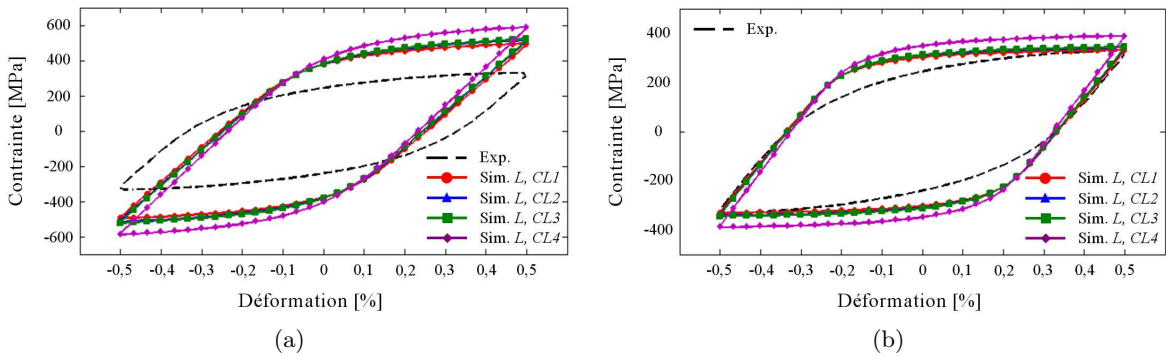 600
400
200
0
-200
-400
-600
Contrainte [MPa]
Exp.
Sim. L, CL1
Sim. L, CL2
Sim. L, CL3
Sim. L, CL4
-0,5 -0,4 -0,3 -0,2 -0,1 0 0,1 0,2 0,3 0,4 0,5
Déformation [%]
(a)
Exp.
400
200
0
-200
-400
Contrainte [MPa]
Sim. L, CL1
Sim. L, CL2
Sim. L, CL3
Sim. L, CL4
-0,5 -0,4 -0,3 -0,2 -0,1 0 0,1 0,2 0,3 0,4 0,5
Déformation [%]
(b)